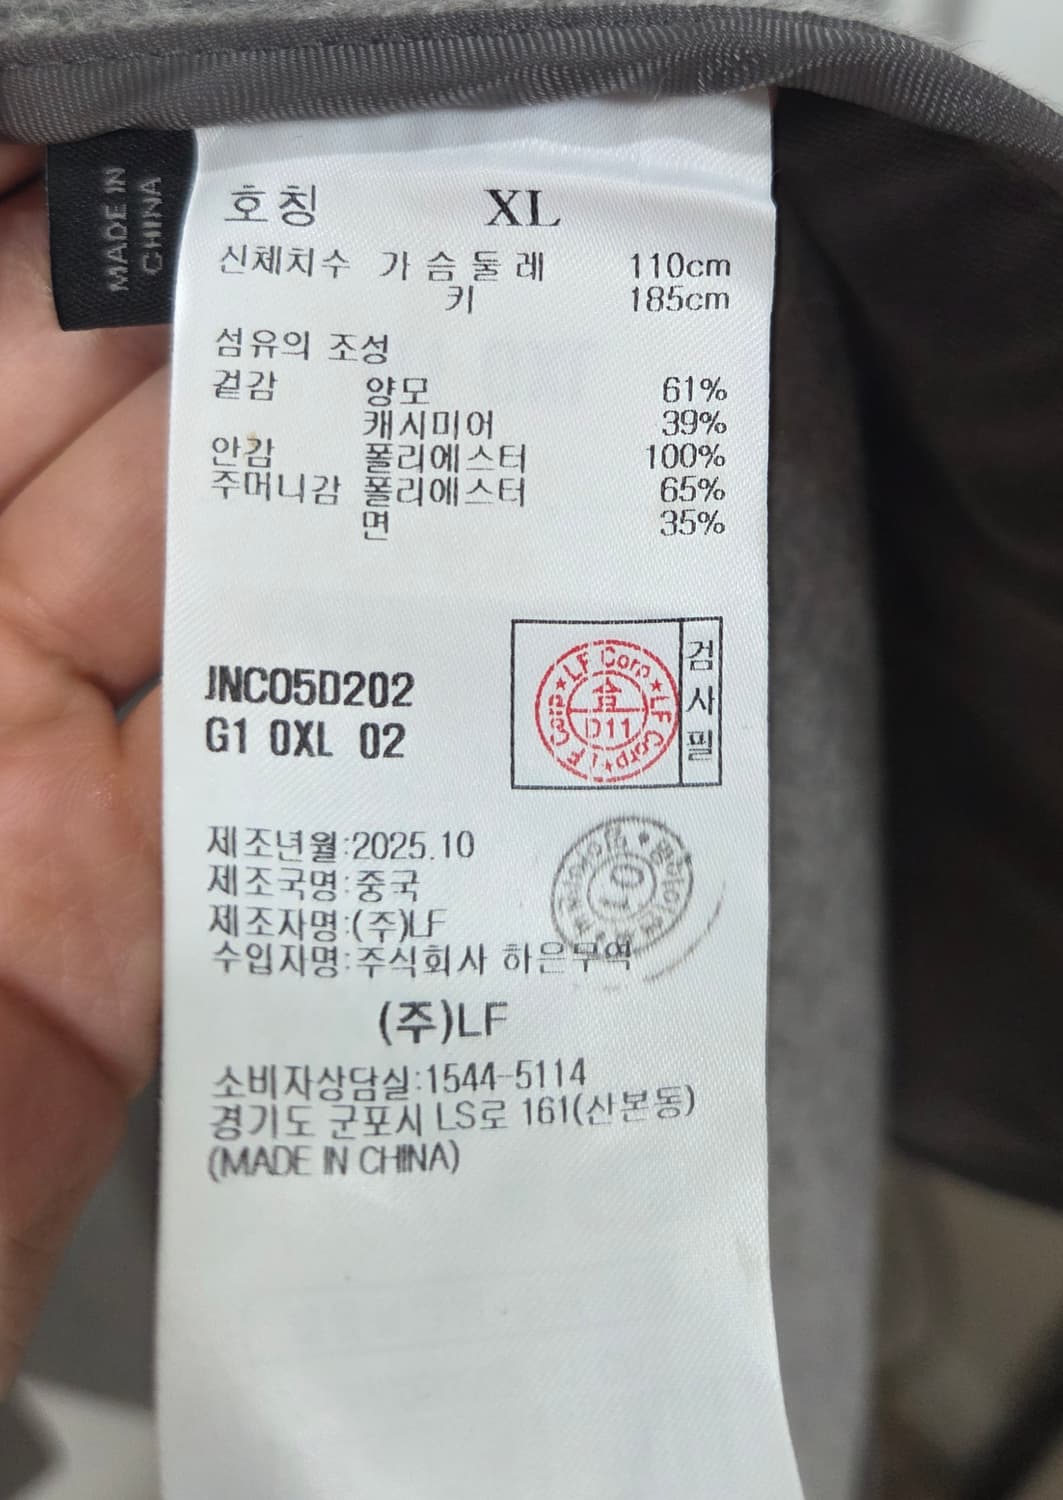 MADE IN
CHINA
호칭 XL
신체치수 가슴둘레 110cm
키 185cm
섬유의 조성
겉감 양모 61%
캐시미어 39%
안감 폴리에스터 100%
주머니감 폴리에스터 65%
면 35%
JNCO5D202
G1 0XL 02
LF Corp★LF Corp★LF Corp★
合
D11
검사필
제조년월:2025.10
제조국명:중국
제조자명:(주)LF
수입자명:주식회사 하은무역
01
(주)LF
소비자상담실:1544-5114
경기도 군포시 LS로 161(산본동)
(MADE IN CHINA)